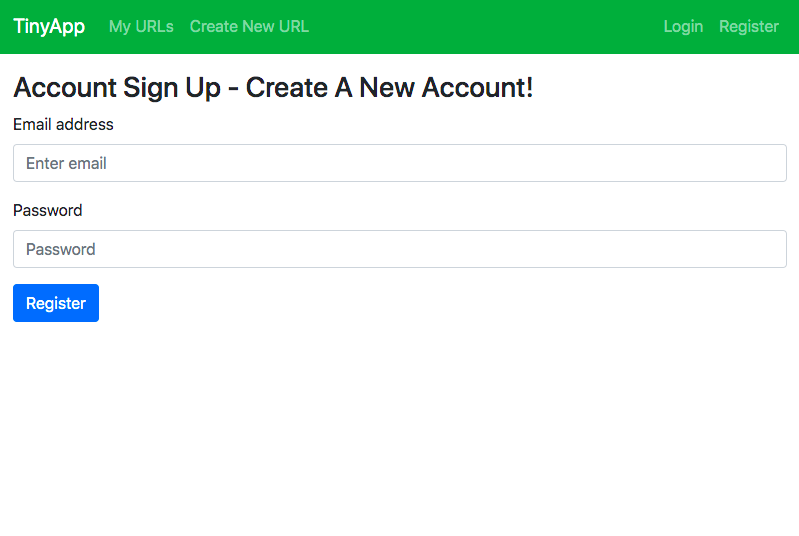 TinyApp My URLs Create New URL Login Register
Account Sign Up - Create A New Account!
Email address
Enter email
Password
Password
Register